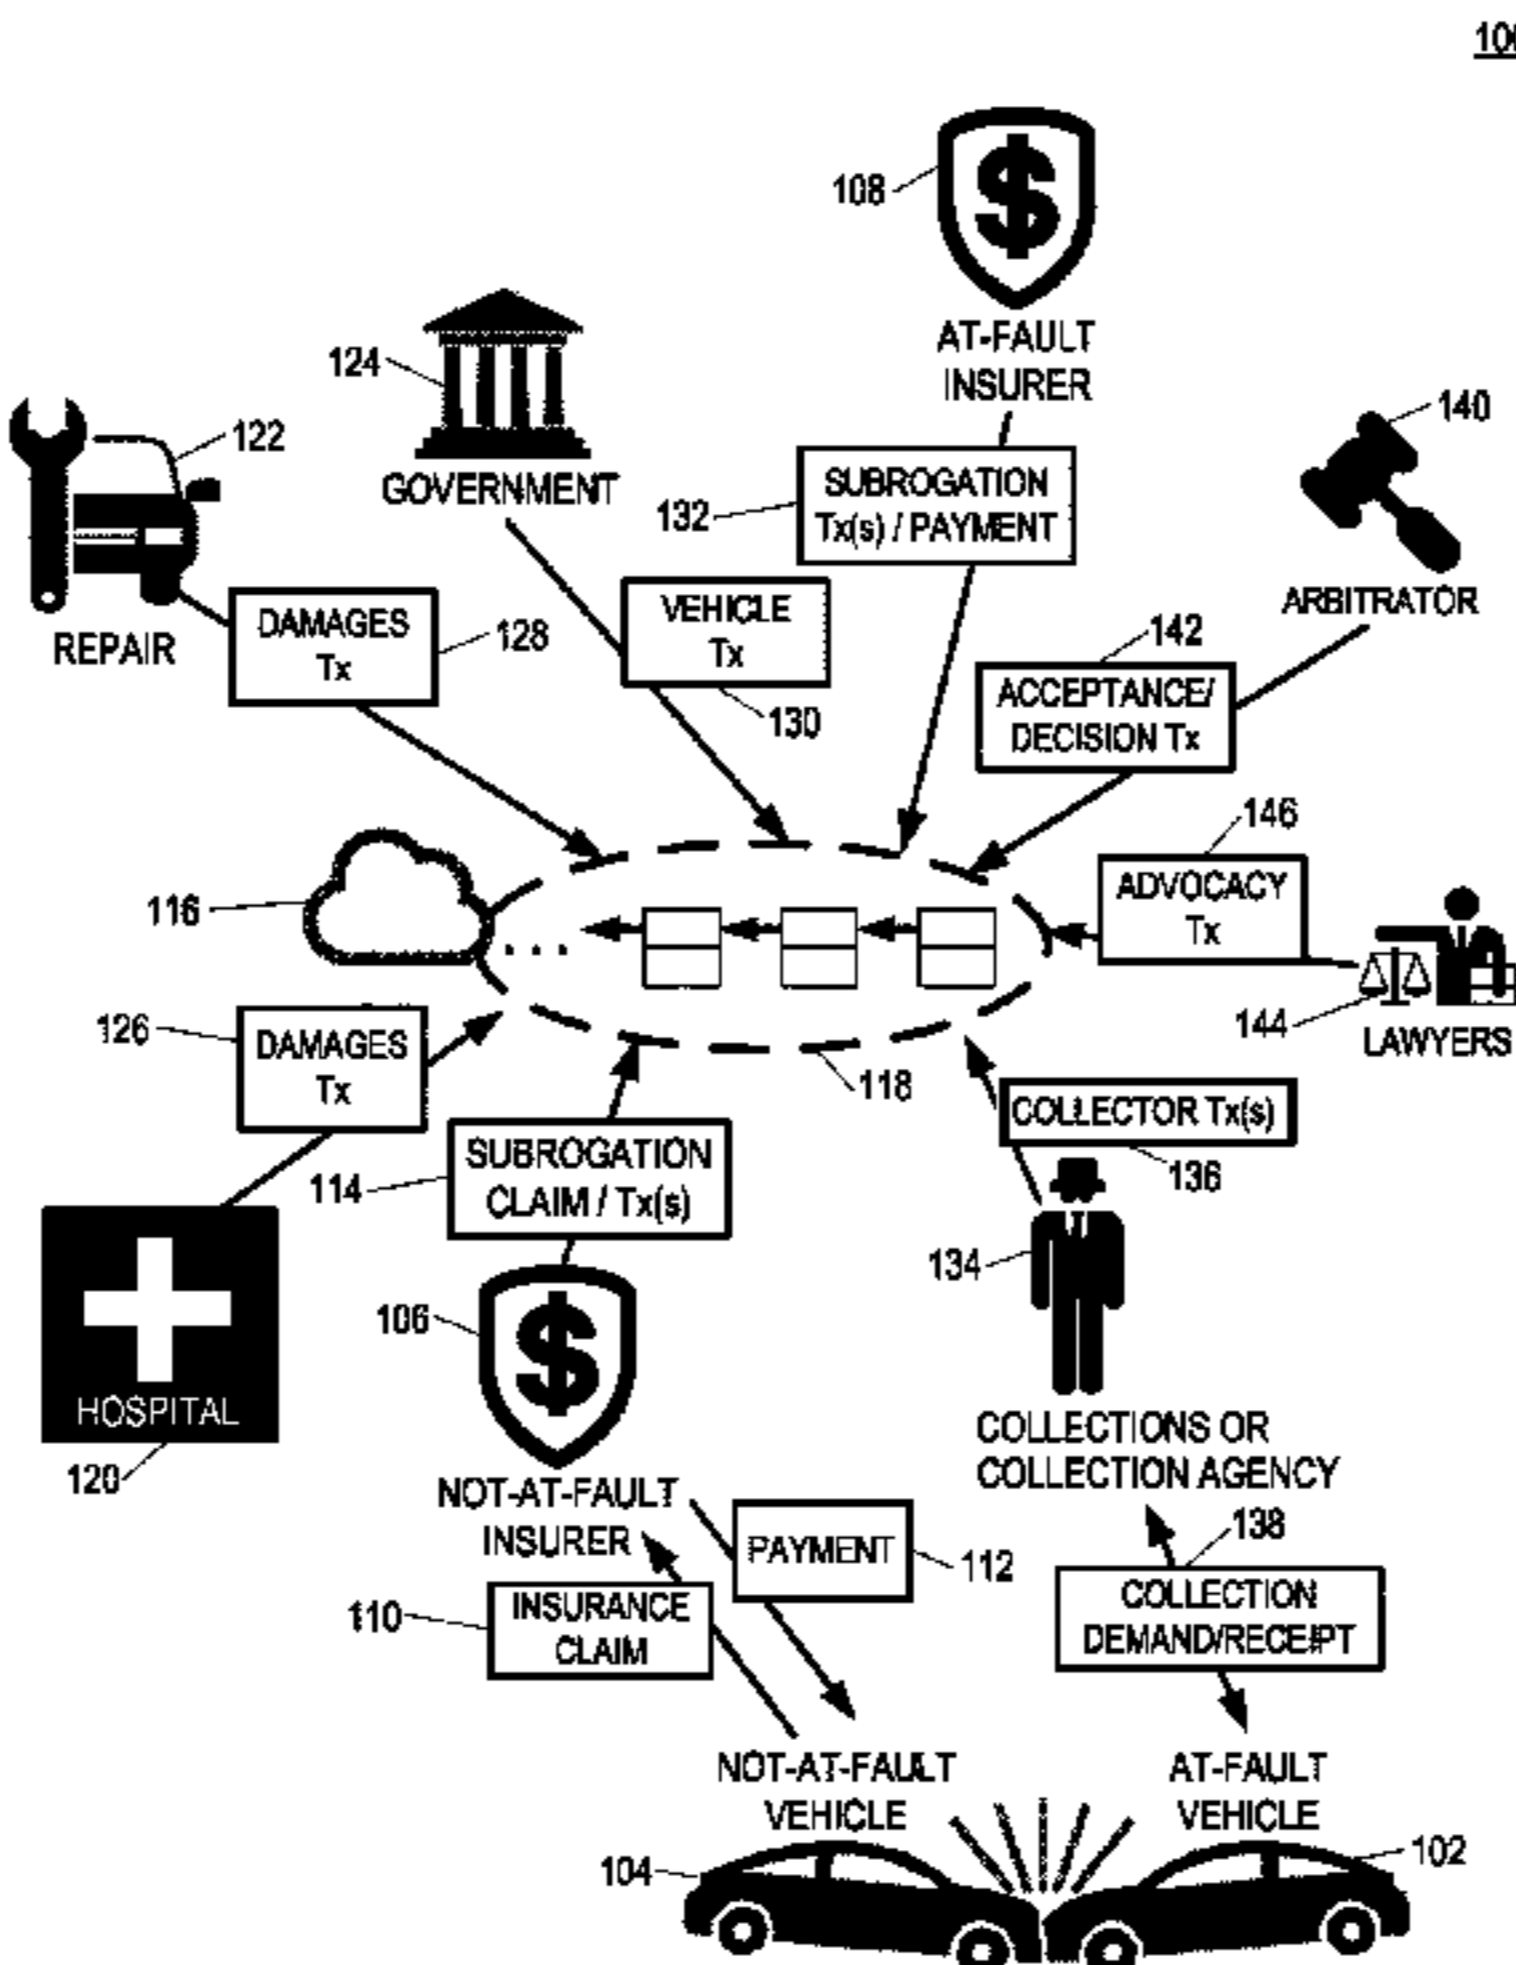 100
108
AT-FAULT
INSURER
124
GOVERNMENT
122
REPAIR
140
ARBITRATOR
132
SUBROGATION
Tx(s) / PAYMENT
DAMAGES
Tx
128
VEHICLE
Tx
130
142
ACCEPTANCE/
DECISION Tx
146
ADVOCACY
Tx
116
...
144
LAWYERS
126
DAMAGES
Tx
118
COLLECTOR Tx(s)
136
114
SUBROGATION
CLAIM / Tx(s)
134
106
HOSPITAL
120
COLLECTIONS OR
COLLECTION AGENCY
NOT-AT-FAULT
INSURER
PAYMENT
112
138
110
INSURANCE
CLAIM
COLLECTION
DEMAND/RECEIPT
NOT-AT-FAULT
VEHICLE
AT-FAULT
VEHICLE
104
102